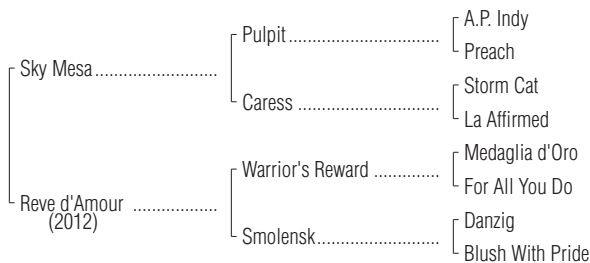 A.P. Indy
Pulpit
Preach
Sky Mesa
Storm Cat
Caress
La Affirmed
Medaglia d'Oro
Warrior's Reward
For All You Do
Reve d'Amour
(2012)
Danzig
Smolensk
Blush With Pride